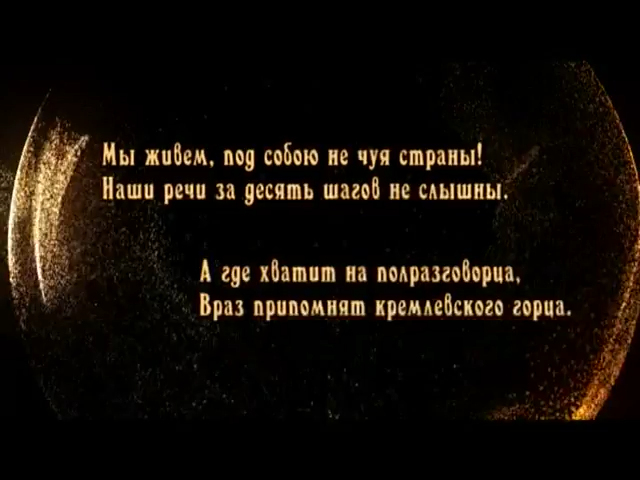 Мы живем, под собою не чуя страны!
Наши речи за десять шагов не слышны.
А где хватит на полразговорца,
Враз припомнят кремлевского горца.